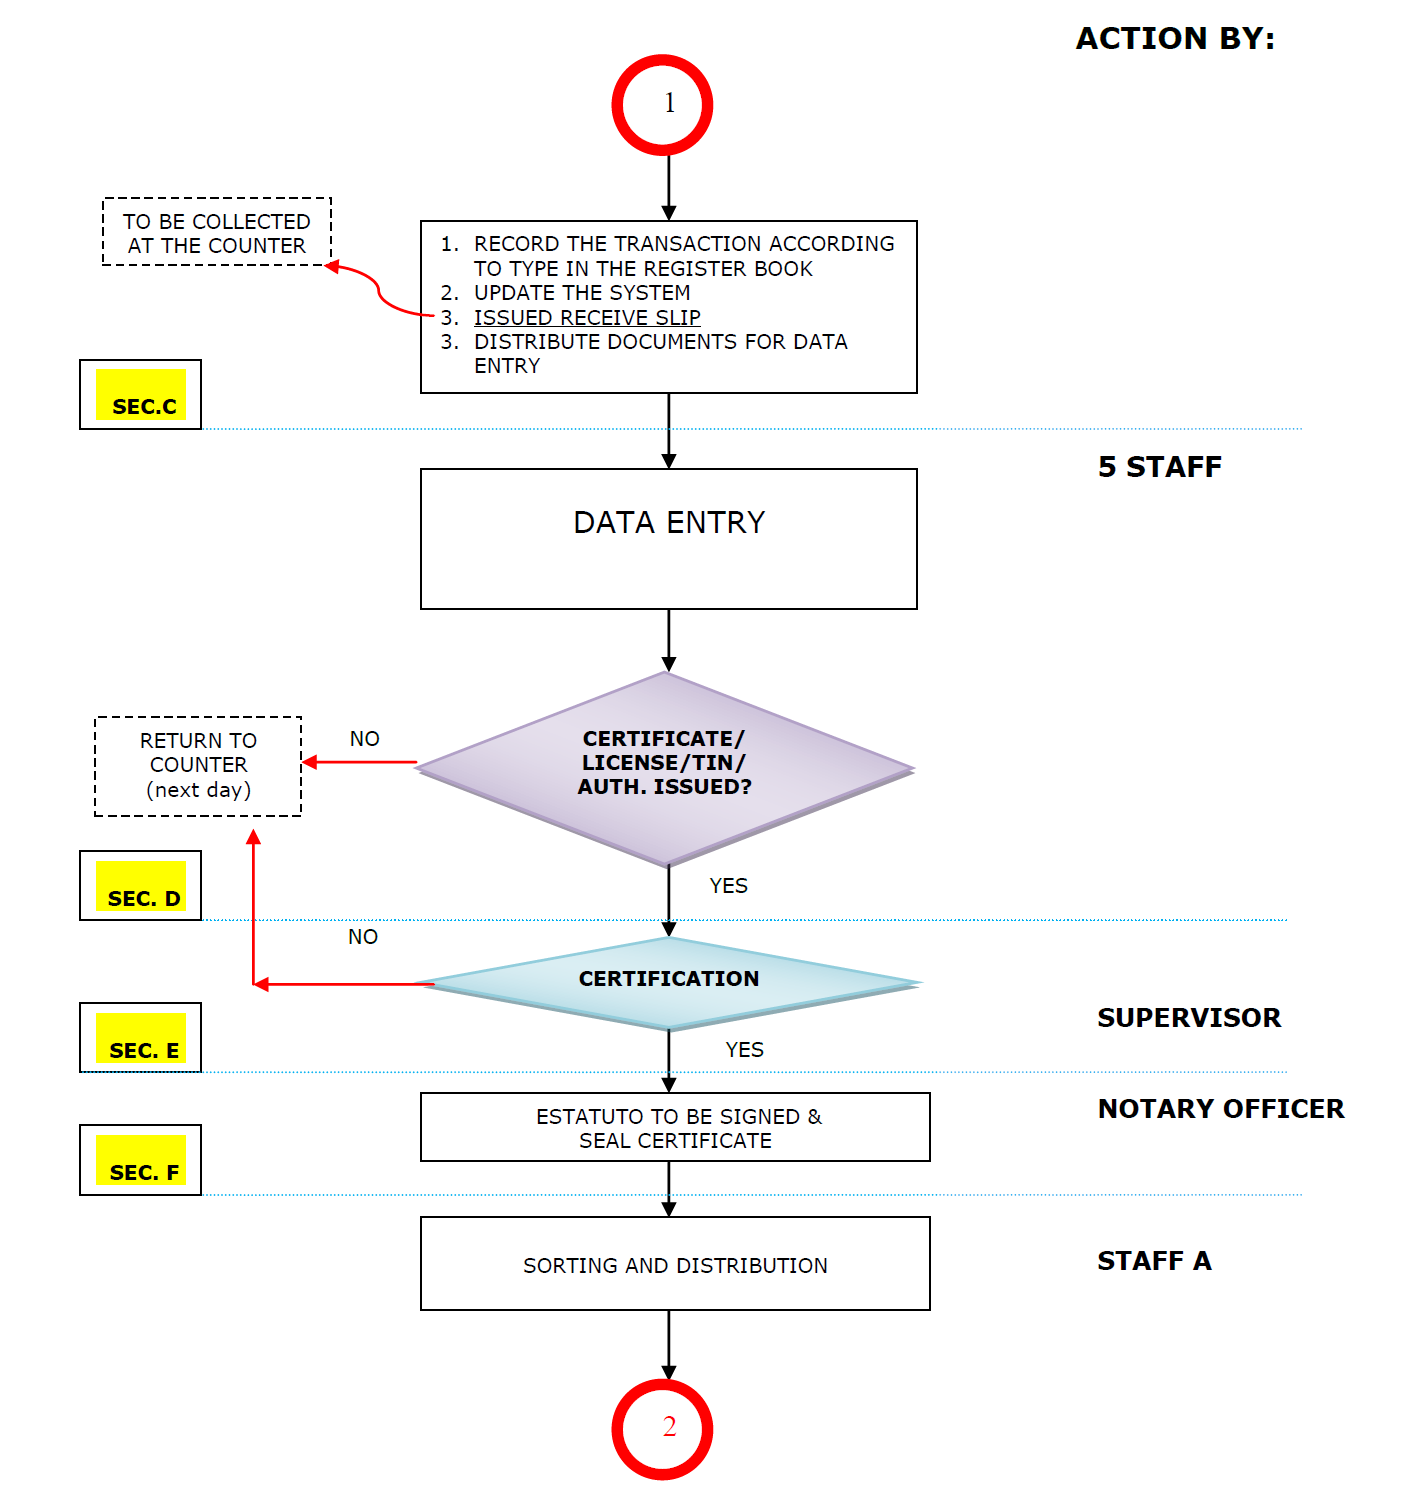 ACTION BY:
1
TO BE COLLECTED
AT THE COUNTER
1. RECORD THE TRANSACTION ACCORDING
TO TYPE IN THE REGISTER BOOK
2. UPDATE THE SYSTEM
3. ISSUED RECEIVE SLIP
3. DISTRIBUTE DOCUMENTS FOR DATA
ENTRY
SEC.C
5 STAFF
DATA ENTRY
CERTIFICATE/
LICENSE/TIN/
AUTH. ISSUED?
NO
RETURN TO
COUNTER
(next day)
YES
SEC. D
NO
CERTIFICATION
SUPERVISOR
SEC. E
YES
NOTARY OFFICER
ESTATUTO TO BE SIGNED &
SEAL CERTIFICATE
SEC. F
SORTING AND DISTRIBUTION
STAFF A
2